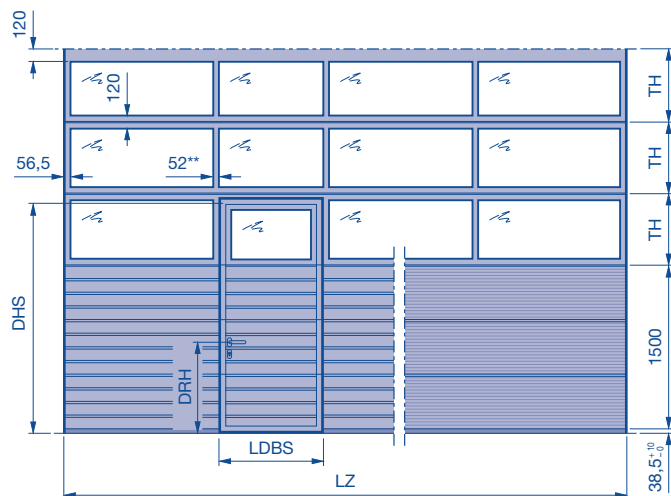 120
120
56,5
52**
TH
TH
TH
DHS
DRH
1500
LDBS
LZ
38,5 +10 -0